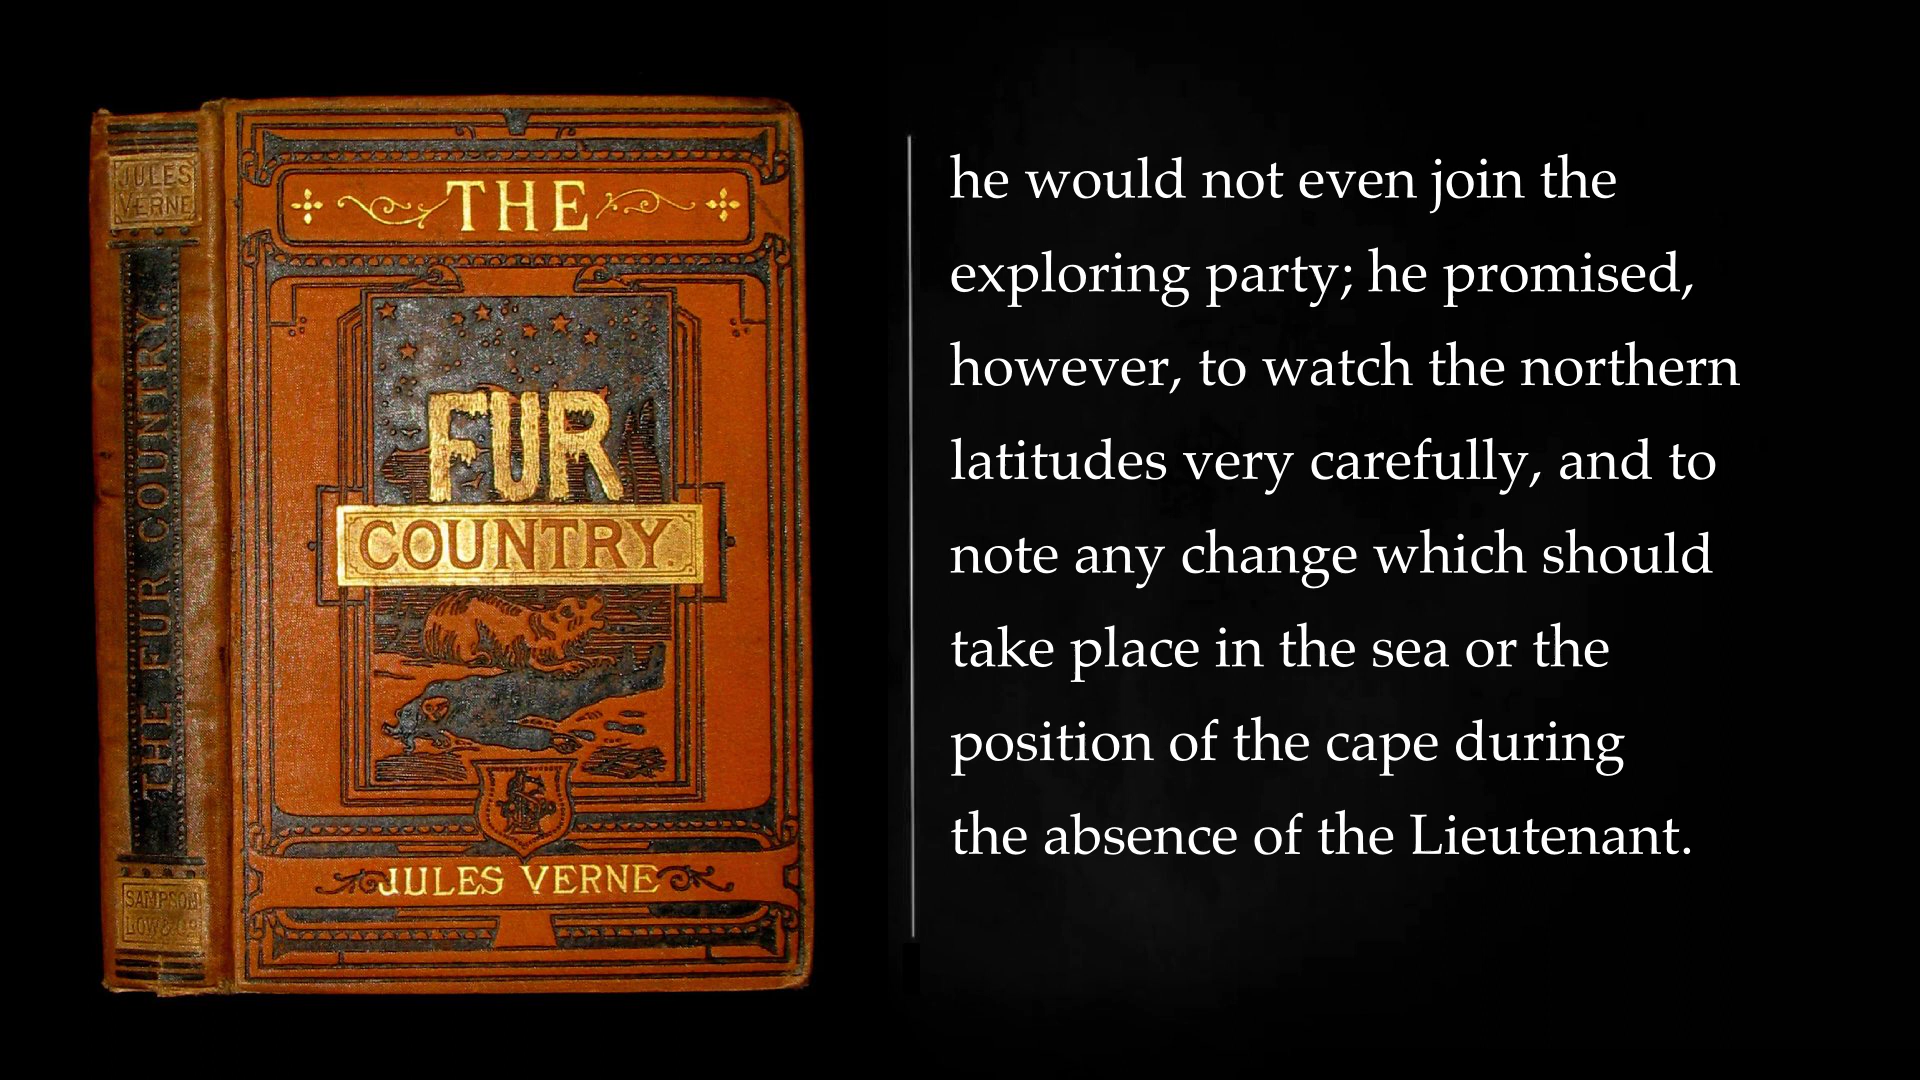 JULES
VERNE
THE FUR COUNTRY.
SAMPSON
LOW & Co
THE
FUR
COUNTRY.
JULES VERNE
he would not even join the
exploring party; he promised,
however, to watch the northern
latitudes very carefully, and to
note any change which should
take place in the sea or the
position of the cape during
the absence of the Lieutenant.